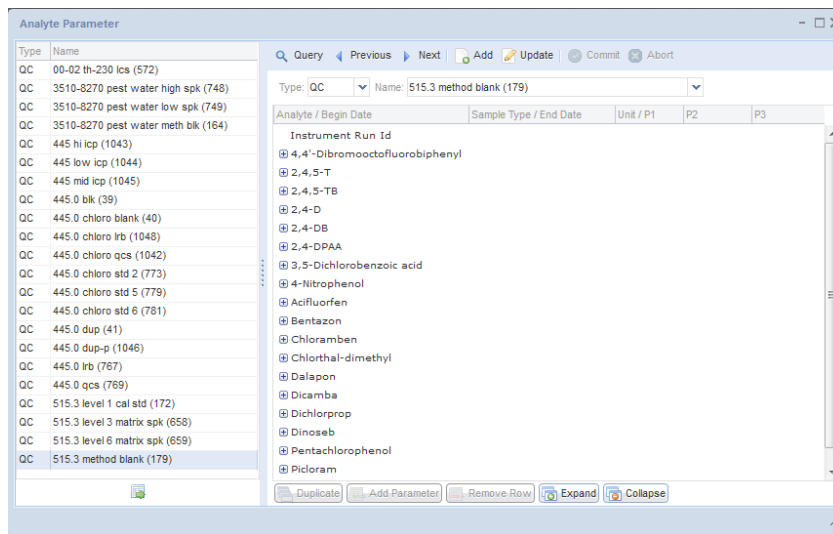 Analyte Parameter
Type Name
QC 00-02 th-230 lcs (572)
QC 3510-8270 pest water high spk (748)
QC 3510-8270 pest water low spk (749)
QC 3510-8270 pest water meth blk (164)
QC 445 hi icp (1043)
QC 445 low icp (1044)
QC 445 mid icp (1045)
QC 445.0 blk (39)
QC 445.0 chloro blank (40)
QC 445.0 chloro lrb (1048)
QC 445.0 chloro qcs (1042)
QC 445.0 chloro std 2 (773)
QC 445.0 chloro std 5 (779)
QC 445.0 chloro std 6 (781)
QC 445.0 dup (41)
QC 445.0 dup-p (1046)
QC 445.0 lrb (767)
QC 445.0 qcs (769)
QC 515.3 level 1 cal std (172)
QC 515.3 level 3 matrix spk (658)
QC 515.3 level 6 matrix spk (659)
QC 515.3 method blank (179)
Query Previous Next Add Update Commit Abort
Type: QC Name: 515.3 method blank (179)
Analyte / Begin Date Sample Type / End Date Unit / P1 P2 P3
Instrument Run Id
4,4'-Dibromooctofluorobiphenyl
2,4,5-T
2,4,5-TB
2,4-D
2,4-DB
2,4-DPAA
3,5-Dichlorobenzoic acid
4-Nitrophenol
Acifluorfen
Bentazon
Chloramben
Chlorthal-dimethyl
Dalapon
Dicamba
Dichlorprop
Dinoseb
Pentachlorophenol
Picloram
Duplicate Add Parameter Remove Row Expand Collapse